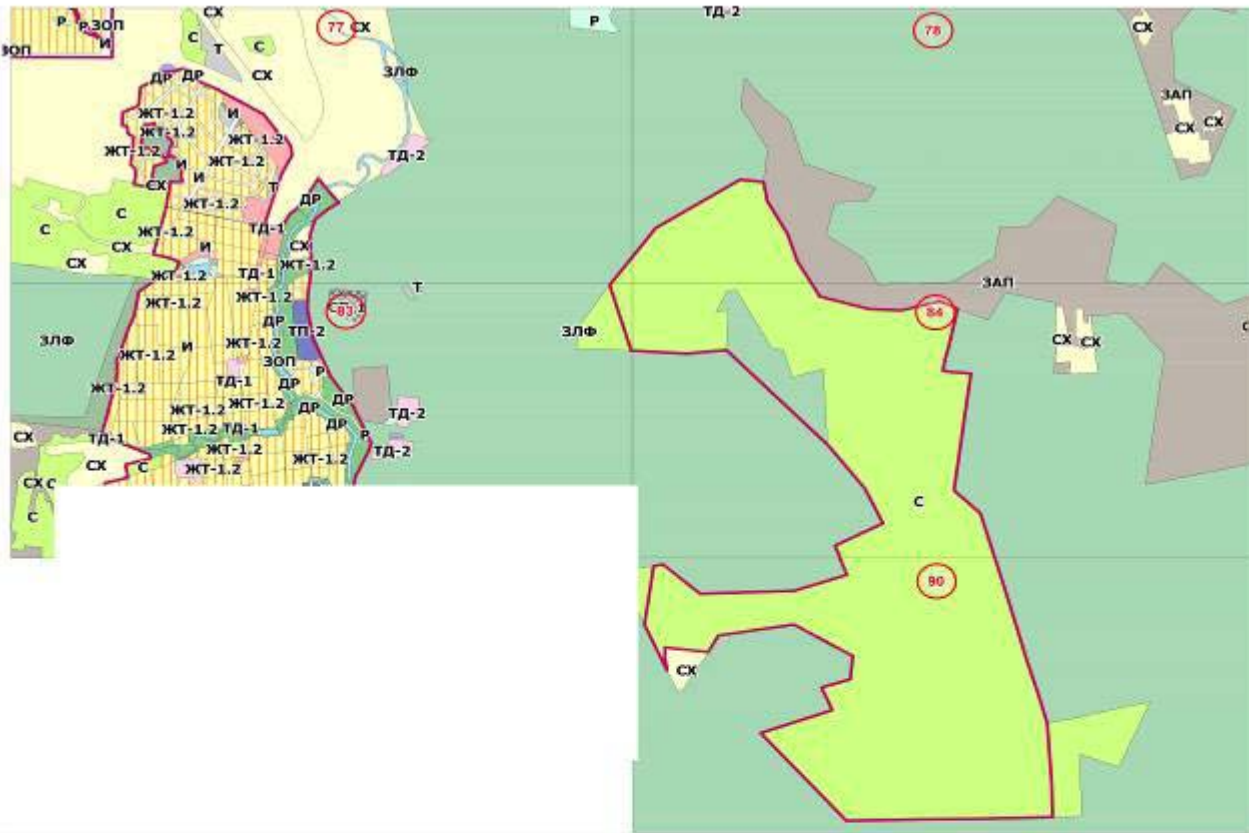 СХ
ТД-2
Р
Р
ЗОП
77
СХ
Р
78
СХ
С
С
И
Т
ЗОП
ЗЛФ
ДР
ДР
СХ
ЗАП
ЖТ-1.2
И
СХ
СХ
ЖТ-1.2
ЖТ-1.2
ЖТ-1.2
ЖТ-1.2
ТД-2
И
И
СХ
Т
ДР
ЖТ-1.2
С
С
ЖТ-1.2
ТД-1
СХ
И
СХ
СХ
ЖТ-1.2
ЖТ-1.2
ТД-1
ЗАП
Т
ЖТ-1.2
ЖТ-1.2
83
84
ДР
ТП-2
ЗЛФ
ЗЛФ
И
ЖТ-1.2
СХ
СХ
ЖТ-1.2
ЗОП
Р
ТД-1
ДР
ЖТ-1.2
ДР
ЖТ-1.2
ЖТ-1.2
ДР
ТД-2
ДР
ЖТ-1.2
ТД-1
Р
СХ
ТД-1
ЖТ-1.2
ТД-2
СХ
С
ЖТ-1.2
ЖТ-1.2
СХ
С
С
С
90
СХ